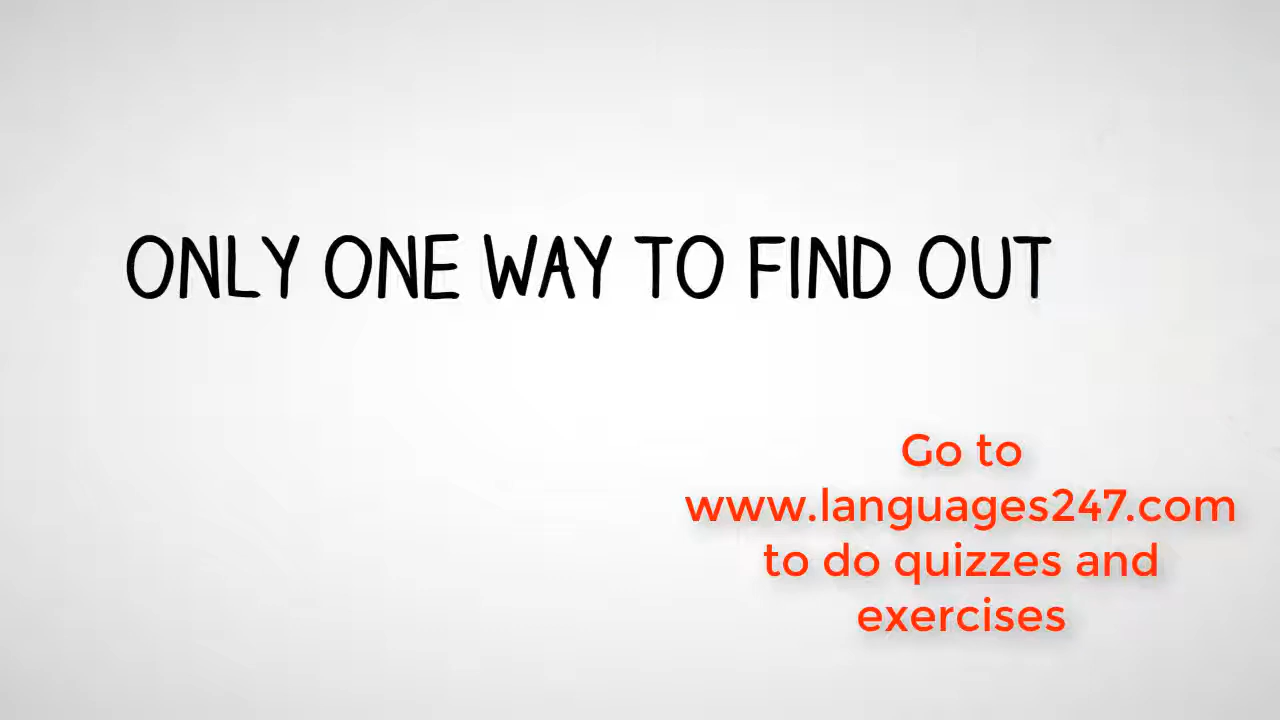 ONLY ONE WAY TO FIND OUT
Go to
www.languages247.com
to do quizzes and
exercises